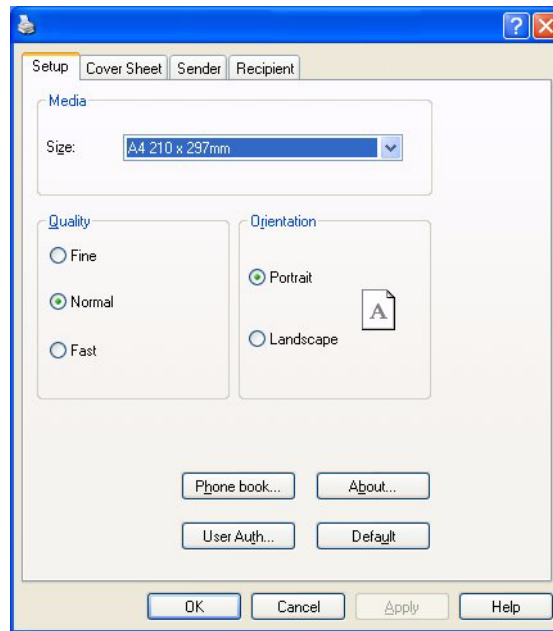 Setup Cover Sheet Sender Recipient
Media
Size: A4 210 x 297mm
Quality
Fine
Normal
Fast
Orientation
Portrait
A
Landscape
Phone book... About...
User Auth... Default
OK Cancel Apply Help